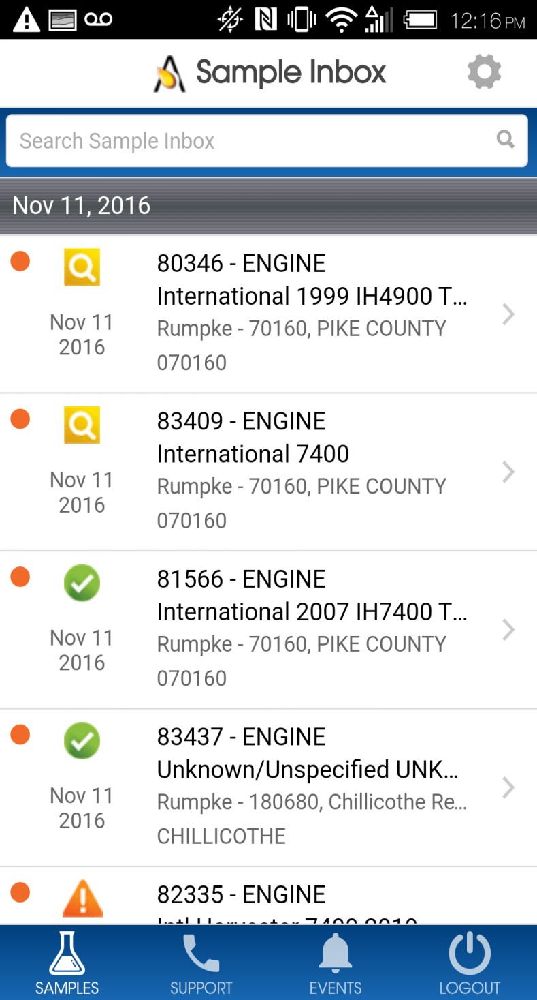 12:16 PM
Sample Inbox
Search Sample Inbox
Nov 11, 2016
80346 - ENGINE
International 1999 IH4900 T...
Nov 11
2016
Rumpke - 70160, PIKE COUNTY
070160
83409 - ENGINE
International 7400
Nov 11
2016
Rumpke - 70160, PIKE COUNTY
070160
81566 - ENGINE
International 2007 IH7400 T...
Nov 11
2016
Rumpke - 70160, PIKE COUNTY
070160
83437 - ENGINE
Unknown/Unspecified UNK...
Nov 11
2016
Rumpke - 180680, Chillicothe Re...
CHILLICOTHE
82335 - ENGINE
SAMPLES
SUPPORT
EVENTS
LOGOUT